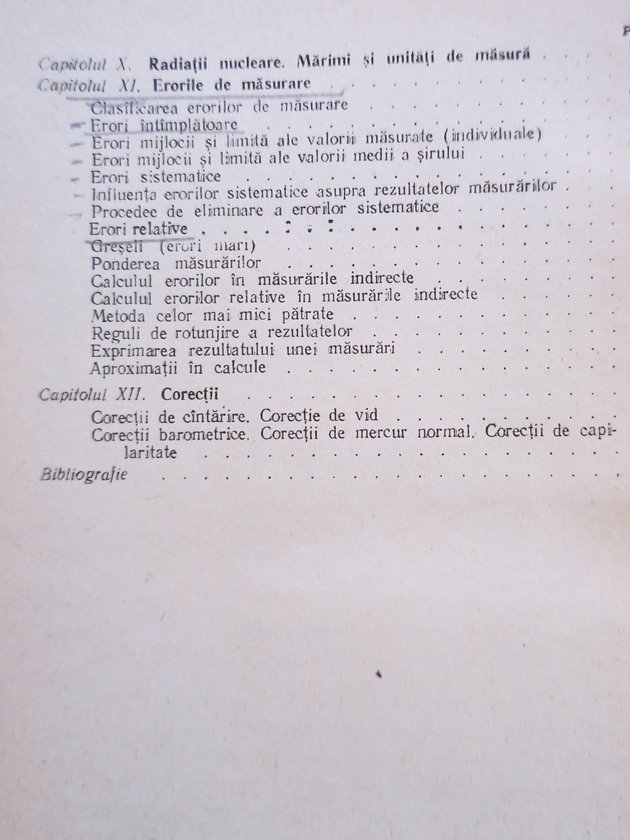 P
Capitolul X. Radiații nucleare. Mărimi și unități de măsură . . . .
Capitolul XI. Erorile de măsurare . . . . . . . . .
Clasificarea erorilor de măsurare . . . . . . . . .
Erori întîmplătoare . . . . . . . . . . . .
Erori mijlocii și limită ale valorii măsurate (individuale) . . .
Erori mijlocii și limită ale valorii medii a șirului . . . . .
Erori sistematice . . . . . . . . . . . .
Influența erorilor sistematice asupra rezultatelor măsurărilor . . .
Procedee de eliminare a erorilor sistematice . . . . . .
Erori relative . . . . . . . . . . . . .
Greșeli (erori mari) . . . . . . . . . . .
Ponderea măsurărilor . . . . . . . . . . .
Calculul erorilor în măsurările indirecte . . . . . . .
Calculul erorilor relative în măsurările indirecte . . . . .
Metoda celor mai mici pătrate . . . . . . . . .
Reguli de rotunjire a rezultatelor . . . . . . . . .
Exprimarea rezultatului unei măsurări . . . . . . .
Aproximații în calcule . . . . . . . . . . .
Capitolul XII. Corecții . . . . . . . . . . . .
Corecții de cîntărire. Corecție de vid . . . . . . . .
Corecții barometrice. Corecții de mercur normal. Corecții de capi-
laritate . . . . . . . . . . . . . .
Bibliografie . . . . . . . . . . . . . . .